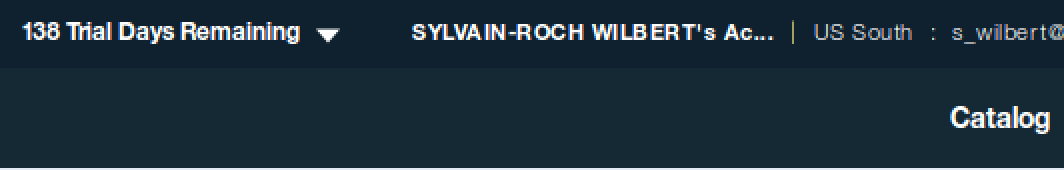 138 Trial Days Remaining SYLVAIN-ROCH WILBERT's Ac... | US South : s_wilbert@
Catalog